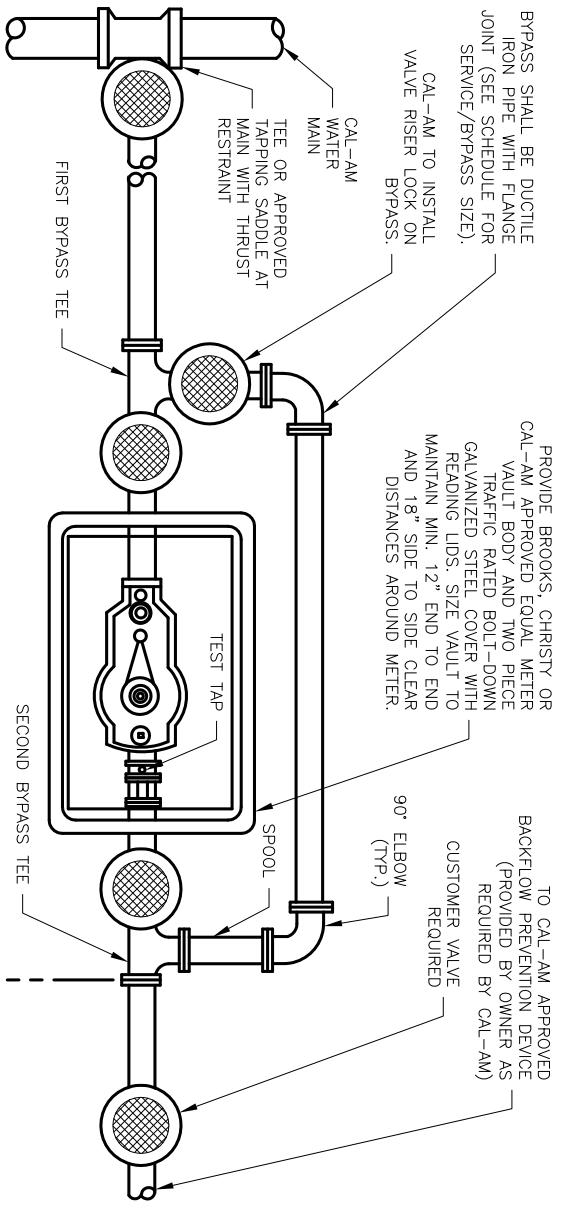 BYPASS SHALL BE DUCTILE
IRON PIPE WITH FLANGE
JOINT (SEE SCHEDULE FOR
SERVICE/BYPASS SIZE).
CAL-AM TO INSTALL
VALVE RISER LOCK ON
BYPASS.
CAL-AM
WATER
MAIN
TEE OR APPROVED
TAPPING SADDLE AT
MAIN WITH THRUST
RESTRAINT
FIRST BYPASS TEE
PROVIDE BROOKS, CHRISTY OR
CAL-AM APPROVED EQUAL METER
VAULT BODY AND TWO PIECE
TRAFFIC RATED BOLT-DOWN
GALVANIZED STEEL COVER WITH
READING LIDS. SIZE VAULT TO
MAINTAIN MIN. 12" END TO END
AND 18" SIDE TO SIDE CLEAR
DISTANCES AROUND METER.
TEST TAP
SECOND BYPASS TEE
SPOOL
90° ELBOW
(TYP.)
CUSTOMER VALVE
REQUIRED
TO CAL-AM APPROVED
BACKFLOW PREVENTION DEVICE
(PROVIDED BY OWNER AS
REQUIRED BY CAL-AM)